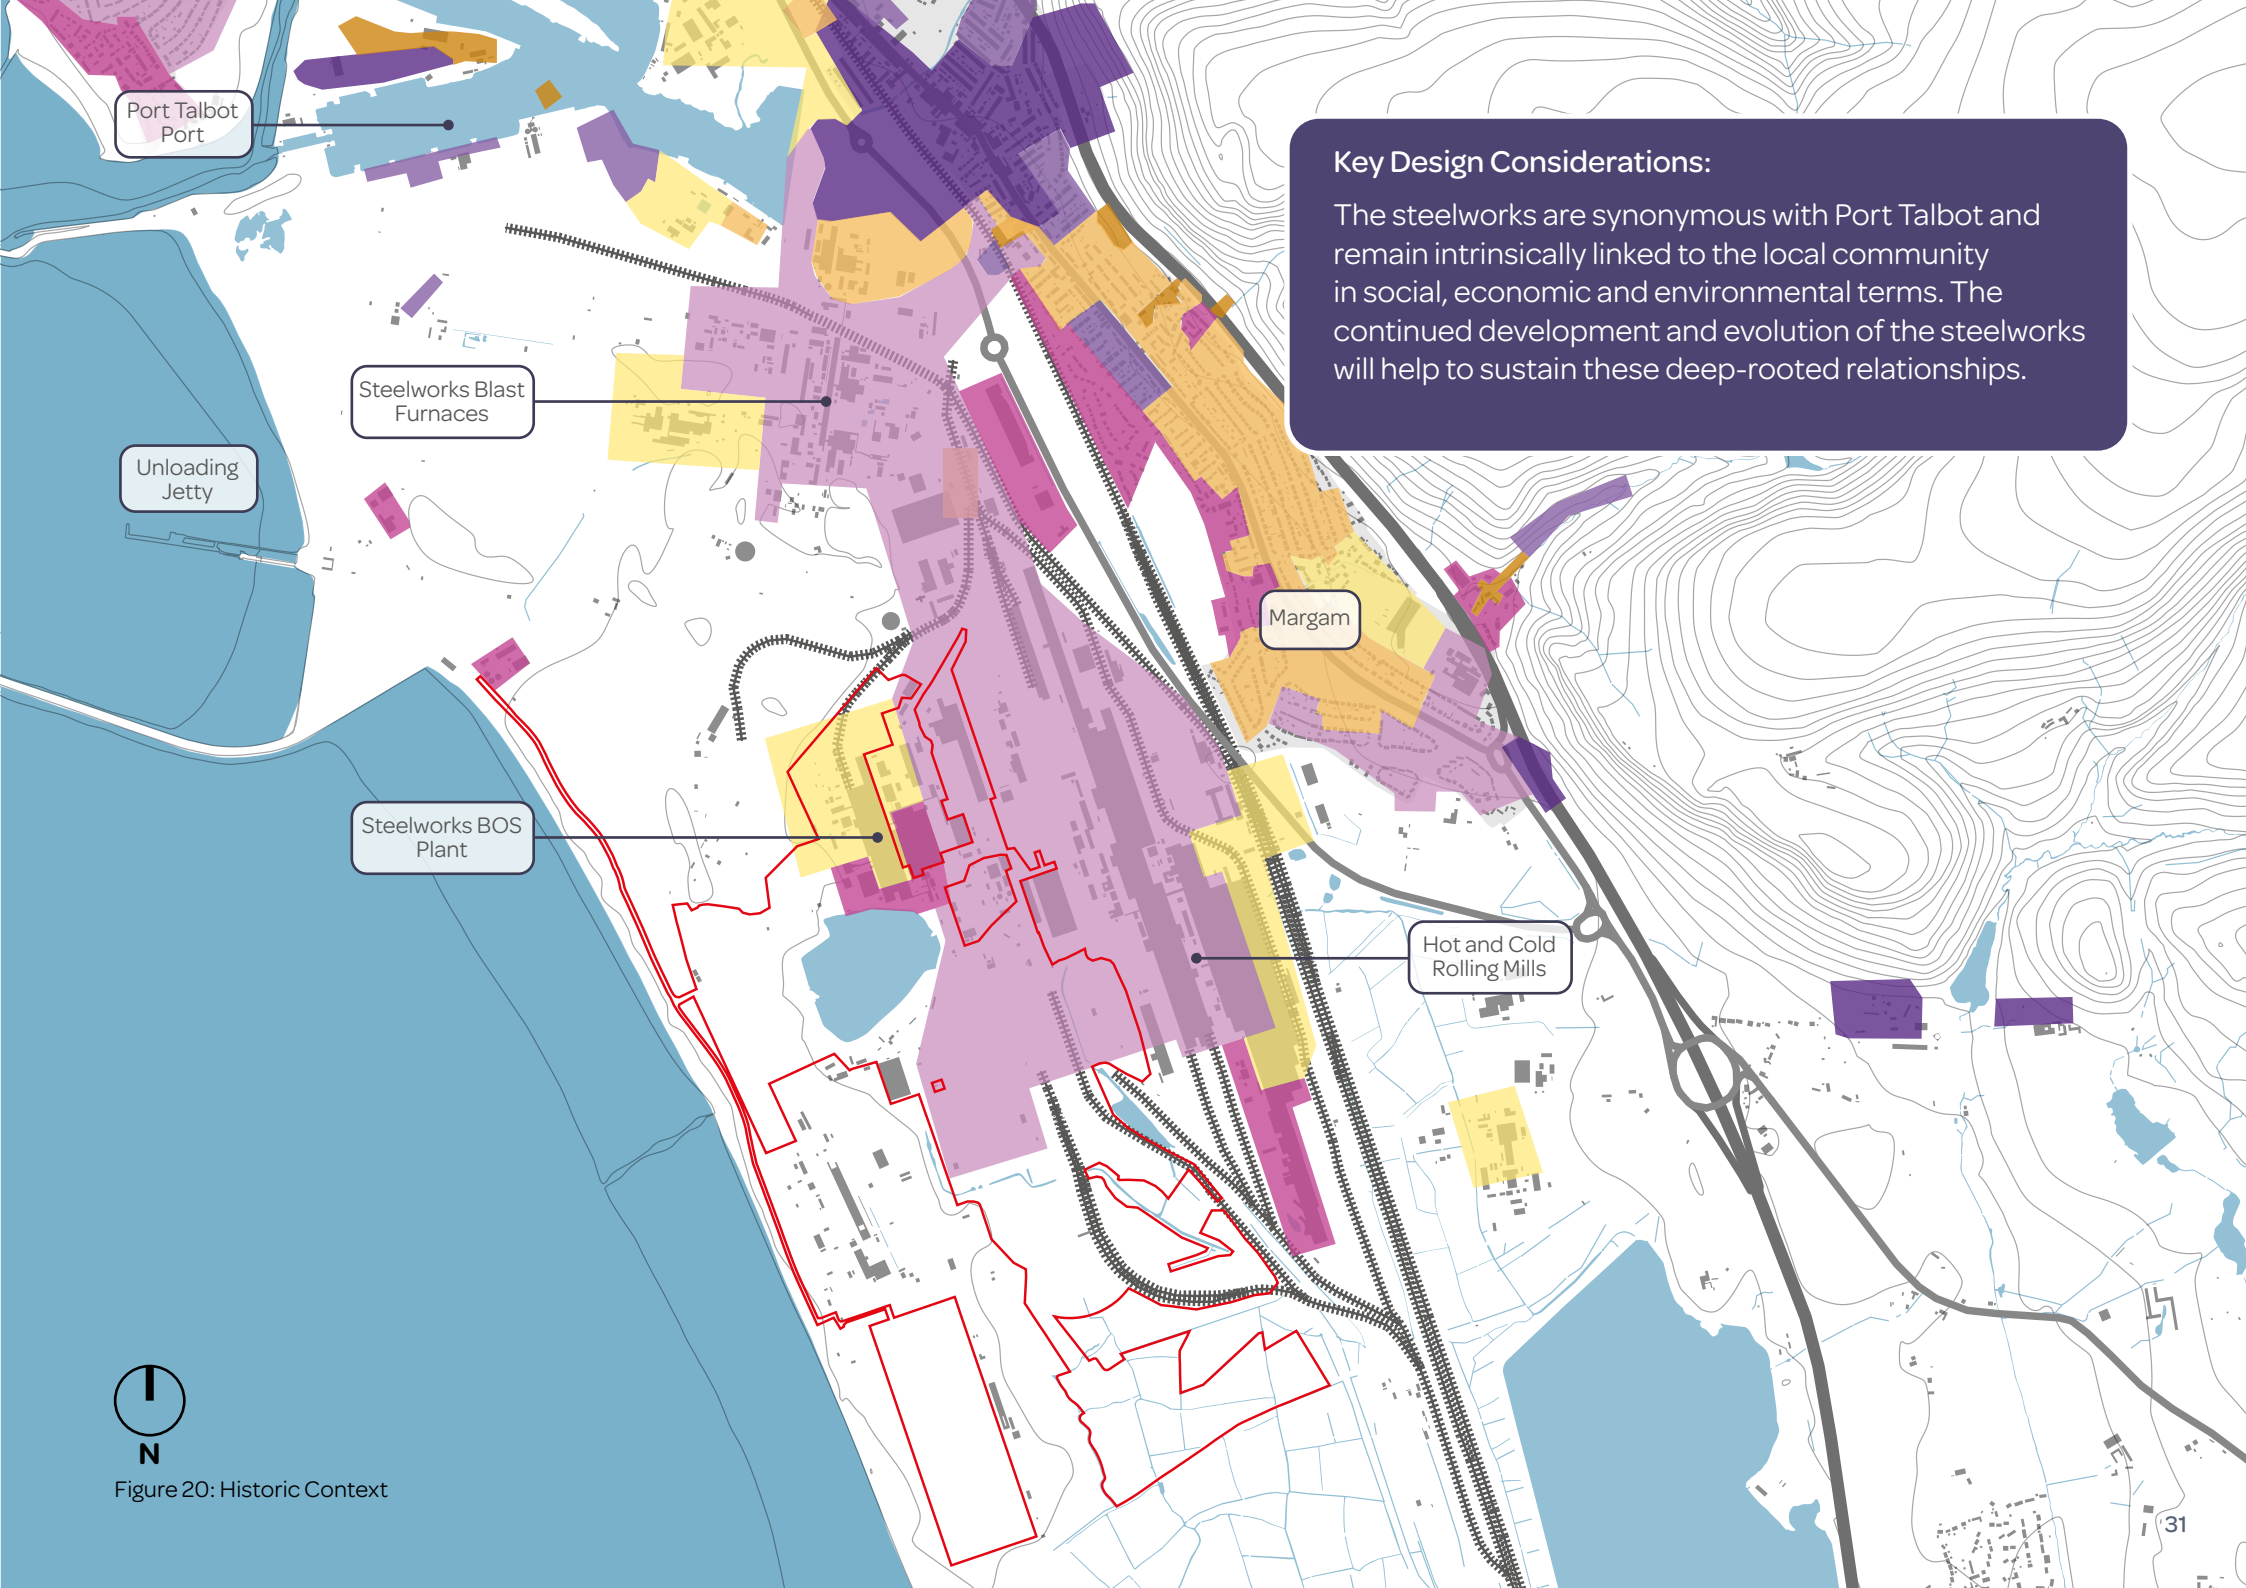 Port Talbot
Port
Key Design Considerations:
The steelworks are synonymous with Port Talbot and
remain intrinsically linked to the local community
in social, economic and environmental terms. The
continued development and evolution of the steelworks
will help to sustain these deep-rooted relationships.
Steelworks Blast
Furnaces
Unloading
Jetty
Margam
Steelworks BOS
Plant
Hot and Cold
Rolling Mills
N
Figure 20: Historic Context
31